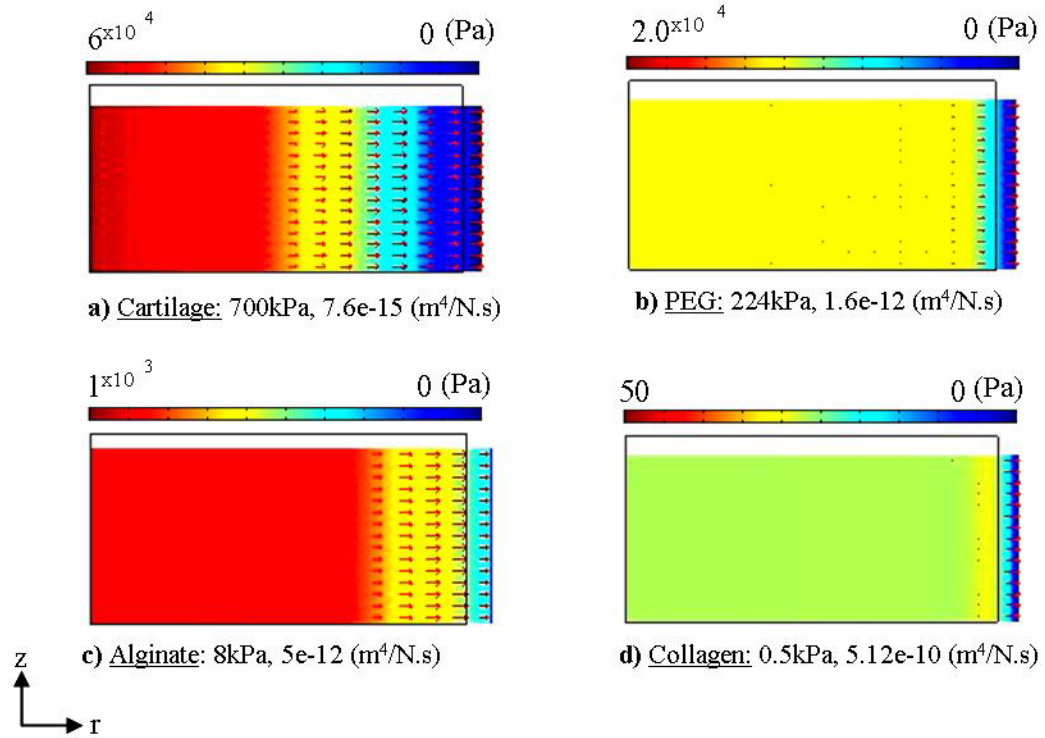 6x10 4 0 (Pa)
2.0x10 4 0 (Pa)
a) Cartilage: 700kPa, 7.6e-15 (m⁴/N.s)
b) PEG: 224kPa, 1.6e-12 (m⁴/N.s)
1x10 3 0 (Pa)
50 0 (Pa)
c) Alginate: 8kPa, 5e-12 (m⁴/N.s)
d) Collagen: 0.5kPa, 5.12e-10 (m⁴/N.s)
z
r